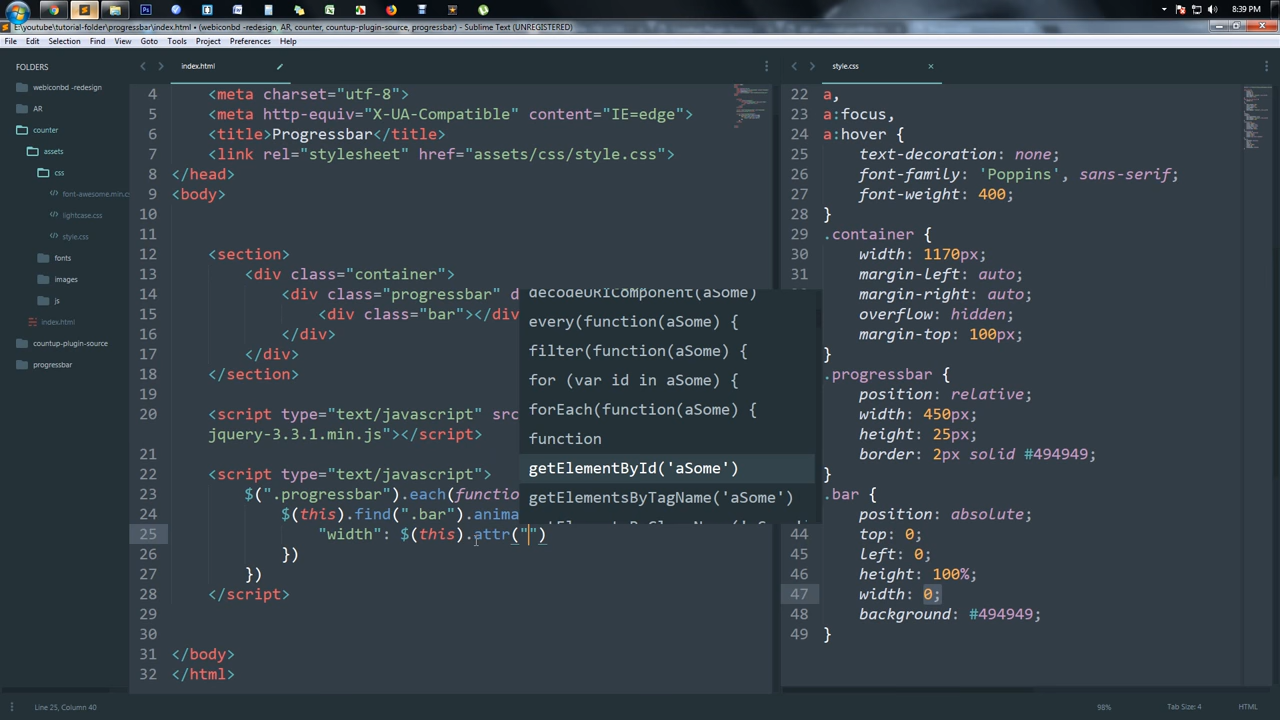 8:39 PM
E:\youtube\tutorial-folder\progressbar\index.html • (webiconbd -redesign, AR, counter, countup-plugin-source, progressbar) - Sublime Text (UNREGISTERED)
File Edit Selection Find View Goto Tools Project Preferences Help
FOLDERS
webiconbd -redesign
AR
counter
assets
css
font-awesome.min.c
lightcase.css
style.css
fonts
images
js
index.html
countup-plugin-source
progressbar
index.html
4 <meta charset="utf-8">
5 <meta http-equiv="X-UA-Compatible" content="IE=edge">
6 <title>Progressbar</title>
7 <link rel="stylesheet" href="assets/css/style.css">
8 </head>
9 <body>
10
11
12 <section>
13 <div class="container">
14 <div class="progressbar" d
15 <div class="bar"></div
16 </div>
17 </div>
18 </section>
19
20 <script type="text/javascript" src
jquery-3.3.1.min.js"></script>
21
22 <script type="text/javascript">
23 $(".progressbar").each(functio
24 $(this).find(".bar").anima
25 "width": $(this).attr("")
26 })
27 })
28 </script>
29
30
31 </body>
32 </html>
decodeURIComponent(aSome)
every(function(aSome) {
filter(function(aSome) {
for (var id in aSome) {
forEach(function(aSome) {
function
getElementById('aSome')
getElementsByTagName('aSome')
style.css
22 a,
23 a:focus,
24 a:hover {
25 text-decoration: none;
26 font-family: 'Poppins', sans-serif;
27 font-weight: 400;
28 }
29 .container {
30 width: 1170px;
31 margin-left: auto;
margin-right: auto;
overflow: hidden;
margin-top: 100px;
}
.progressbar {
position: relative;
width: 450px;
height: 25px;
border: 2px solid #494949;
}
.bar {
position: absolute;
44 top: 0;
45 left: 0;
46 height: 100%;
47 width: 0;
48 background: #494949;
49 }
Line 25, Column 40
98%
Tab Size: 4
HTML